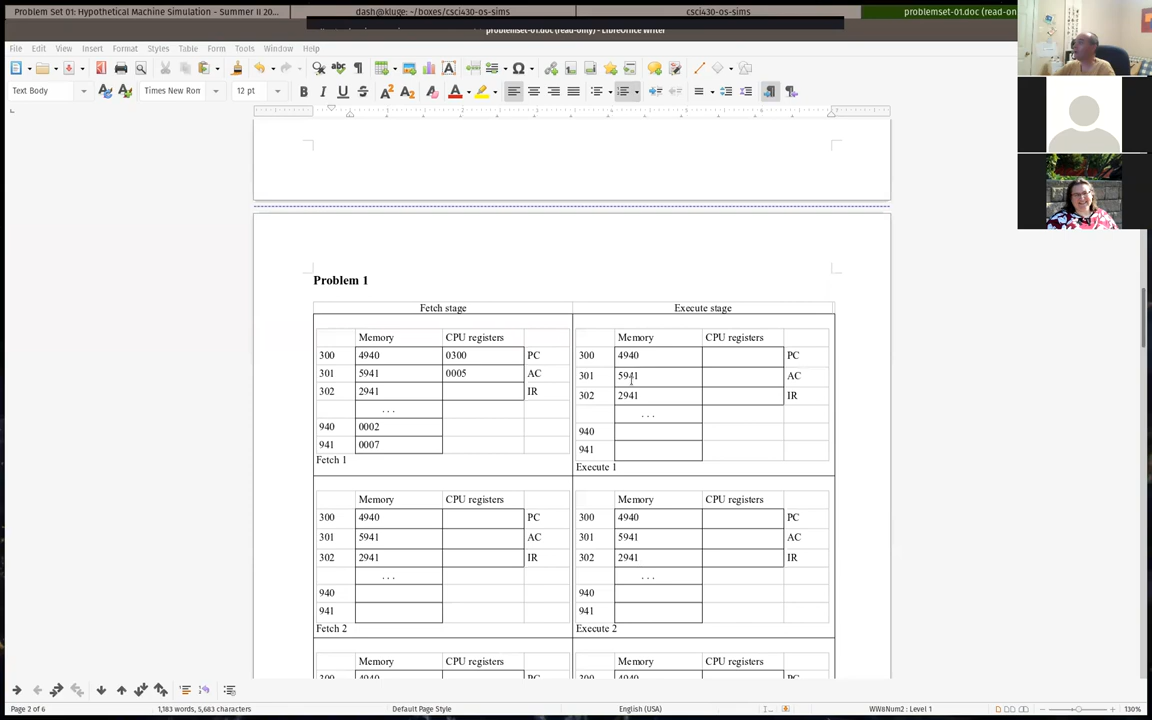 Problem Set 01: Hypothetical Machine Simulation - Summer II 20...
dash@kluge: ~/boxes/csci430-os-sims
csci430-os-sims
problemset-01.doc (read-on
problemset-01.doc (read-only) - LibreOffice Writer
File Edit View Insert Format Styles Table Form Tools Window Help
Text Body
Times New Rom
12 pt
Problem 1
Fetch stage Execute stage
Memory CPU registers Memory CPU registers
300 4940 0300 PC 300 4940 PC
301 5941 0005 AC 301 5941 AC
302 2941 IR 302 2941 IR
. . . . . .
940 0002 940
941 0007 941
Fetch 1 Execute 1
Memory CPU registers Memory CPU registers
300 4940 PC 300 4940 PC
301 5941 AC 301 5941 AC
302 2941 IR 302 2941 IR
. . . . . .
940 940
941 941
Fetch 2 Execute 2
Memory CPU registers Memory CPU registers
Page 2 of 6 1,183 words, 5,683 characters Default Page Style English (USA) WW8Num2 : Level 1 130%